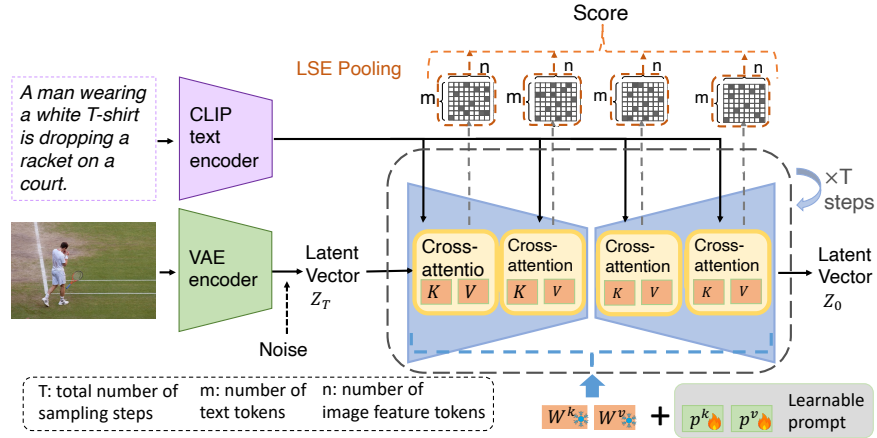 Score
LSE Pooling
n
n
n
n
m
m
m
m
A man wearing
a white T-shirt
is dropping a
racket on a
court.
CLIP
text
encoder
×T
steps
VAE
encoder
Latent
Vector
Z_T
Noise
Cross-
attentio
K V
Cross-
attention
K V
Cross-
attention
K V
Cross-
attention
K V
Latent
Vector
Z_0
T: total number of
sampling steps
m: number of
text tokens
n: number of
image feature tokens
W^k W^v + p^k p^v
Learnable
prompt